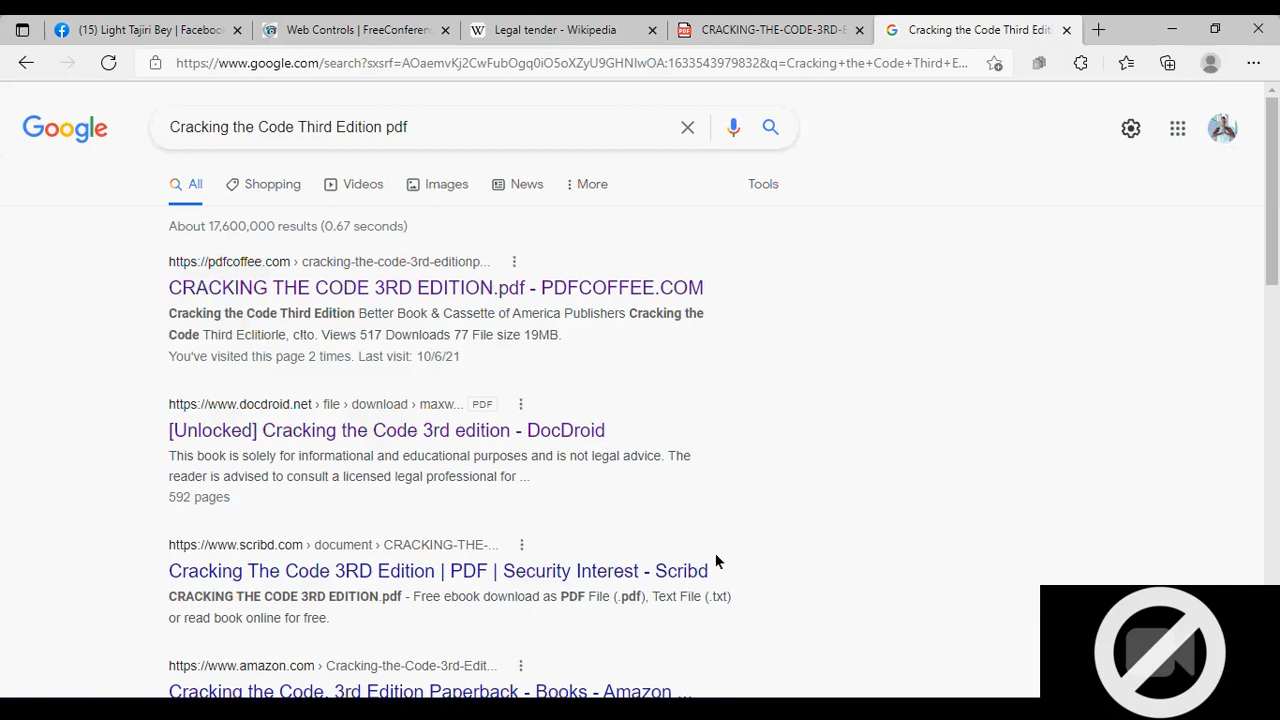 (15) Light Tajiri Bey | Faceboo
Web Controls | FreeConferen
Legal tender - Wikipedia
CRACKING-THE-CODE-3RD-E
Cracking the Code Third Editi
https://www.google.com/search?sxsrf=AOaemvKj2CwFubOgq0iO5oXZyU9GHNIwOA:1633543979832&q=Cracking+the+Code+Third+E...
Google
Cracking the Code Third Edition pdf
All
Shopping
Videos
Images
News
More
Tools
About 17,600,000 results (0.67 seconds)
https://pdfcoffee.com › cracking-the-code-3rd-editionp...
CRACKING THE CODE 3RD EDITION.pdf - PDFCOFFEE.COM
Cracking the Code Third Edition Better Book & Cassette of America Publishers Cracking the
Code Third Eclitiorle, c!to. Views 517 Downloads 77 File size 19MB.
You've visited this page 2 times. Last visit: 10/6/21
https://www.docdroid.net › file › download › maxw...
PDF
[Unlocked] Cracking the Code 3rd edition - DocDroid
This book is solely for informational and educational purposes and is not legal advice. The
reader is advised to consult a licensed legal professional for ...
592 pages
https://www.scribd.com › document › CRACKING-THE-...
Cracking The Code 3RD Edition | PDF | Security Interest - Scribd
CRACKING THE CODE 3RD EDITION.pdf - Free ebook download as PDF File (.pdf), Text File (.txt)
or read book online for free.
https://www.amazon.com › Cracking-the-Code-3rd-Edit...
Cracking the Code, 3rd Edition Paperback - Books - Amazon ...